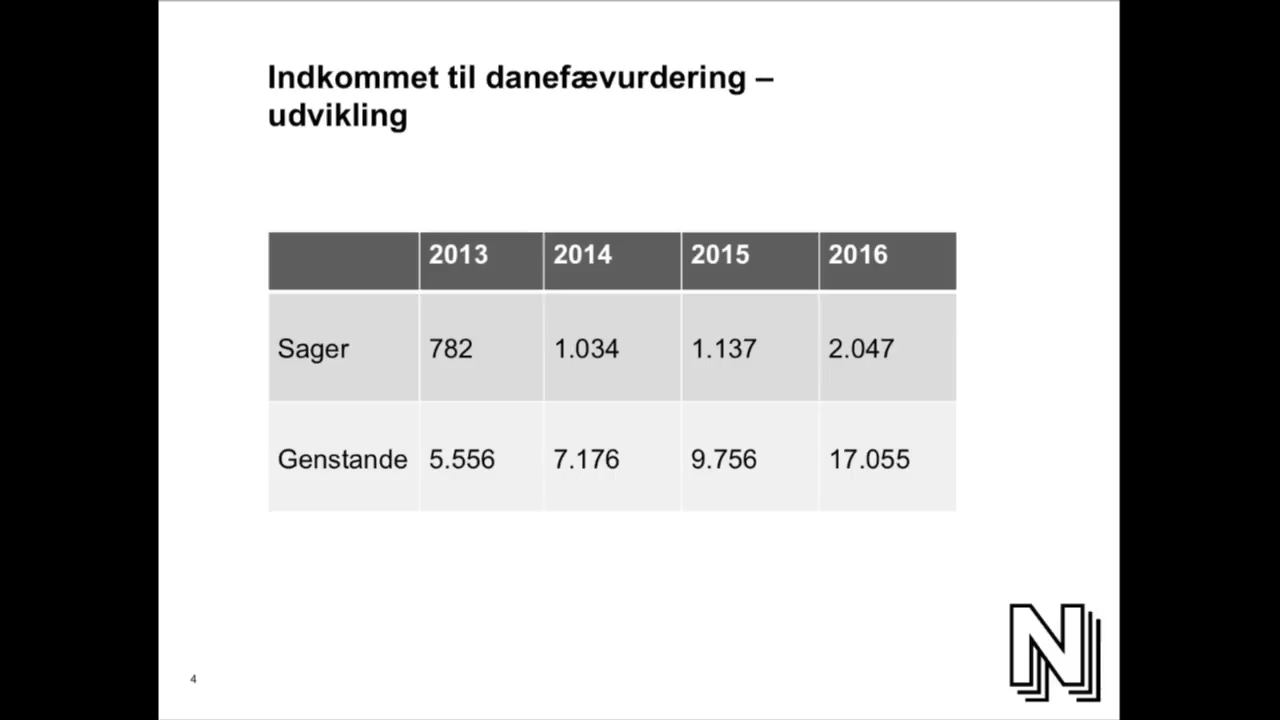 Indkommet til danefævurdering –
udvikling
2013 2014 2015 2016
Sager 782 1.034 1.137 2.047
Genstande 5.556 7.176 9.756 17.055
N
4